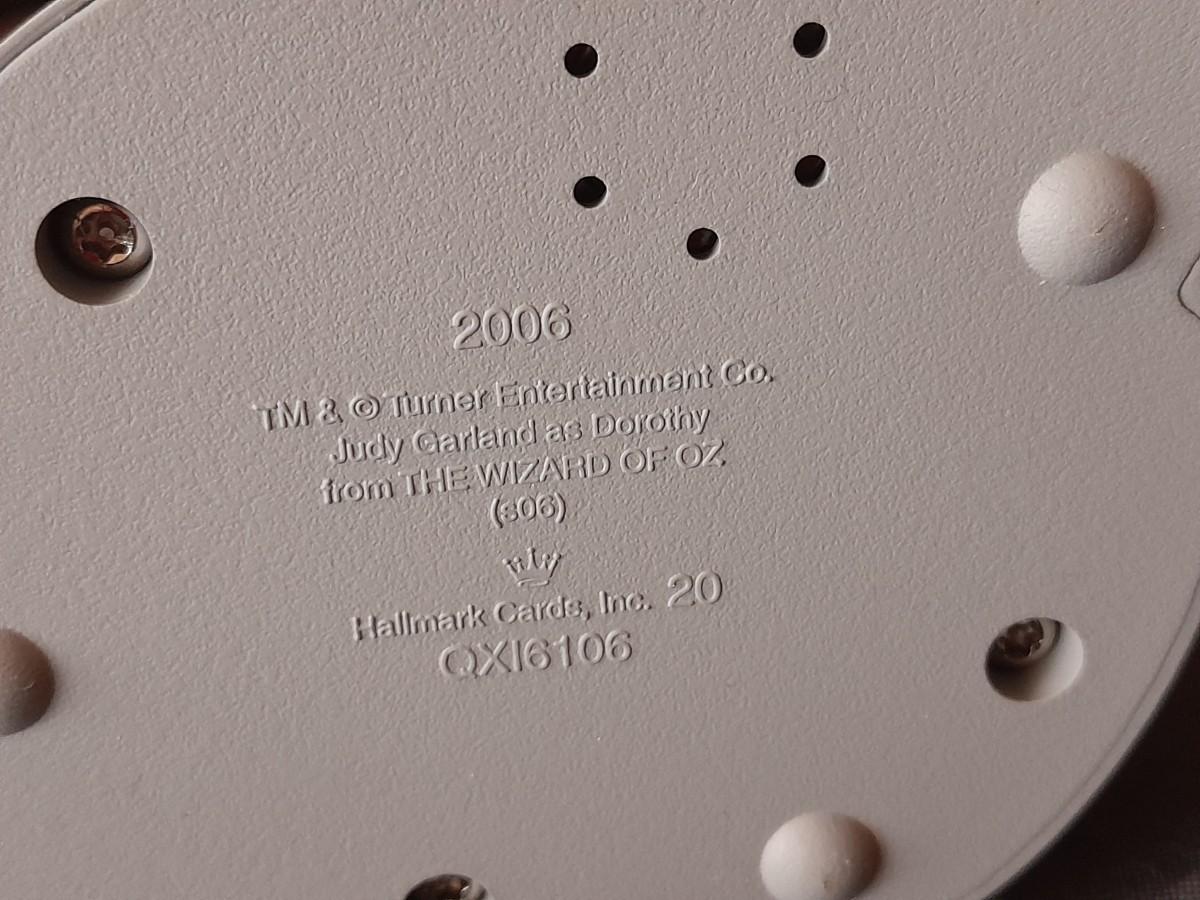 2006
TM & © Turner Entertainment Co.
Judy Garland as Dorothy
from THE WIZARD OF OZ
(s06)
Hallmark Cards, Inc. 20
QXI6106